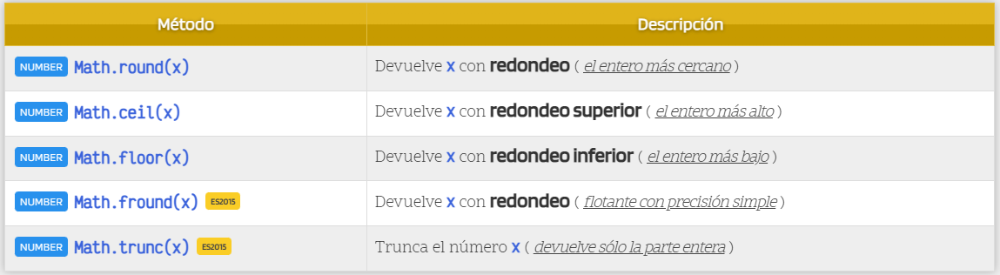 Método Descripción
NUMBER Math.round(x) Devuelve x con redondeo ( el entero más cercano )
NUMBER Math.ceil(x) Devuelve x con redondeo superior ( el entero más alto )
NUMBER Math.floor(x) Devuelve x con redondeo inferior ( el entero más bajo )
NUMBER Math.fround(x) ES2015 Devuelve x con redondeo ( flotante con precisión simple )
NUMBER Math.trunc(x) ES2015 Trunca el número x ( devuelve sólo la parte entera )